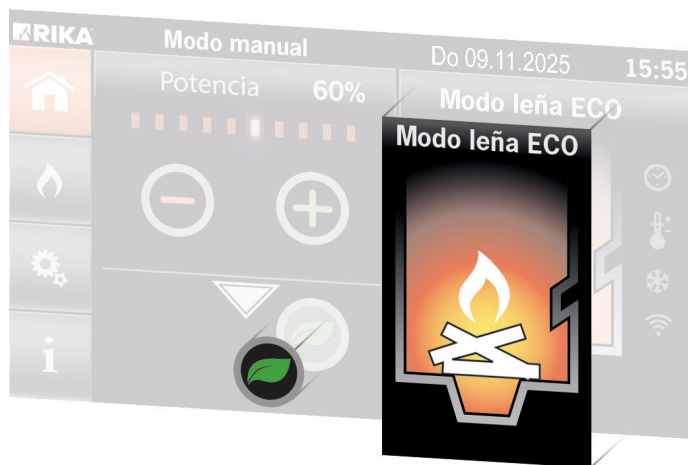 RIKA
Modo manual
Do 09.11.2025
15:55
Potencia
60%
Modo leña ECO
Modo leña ECO
i